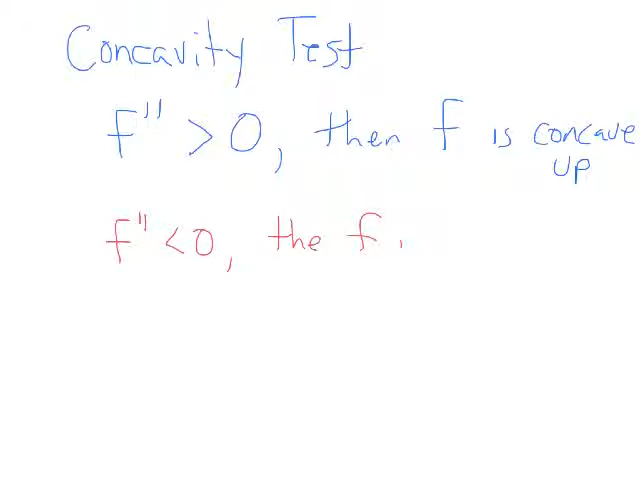 Concavity Test
f'' > 0, then f is concave
up
f'' < 0, the f